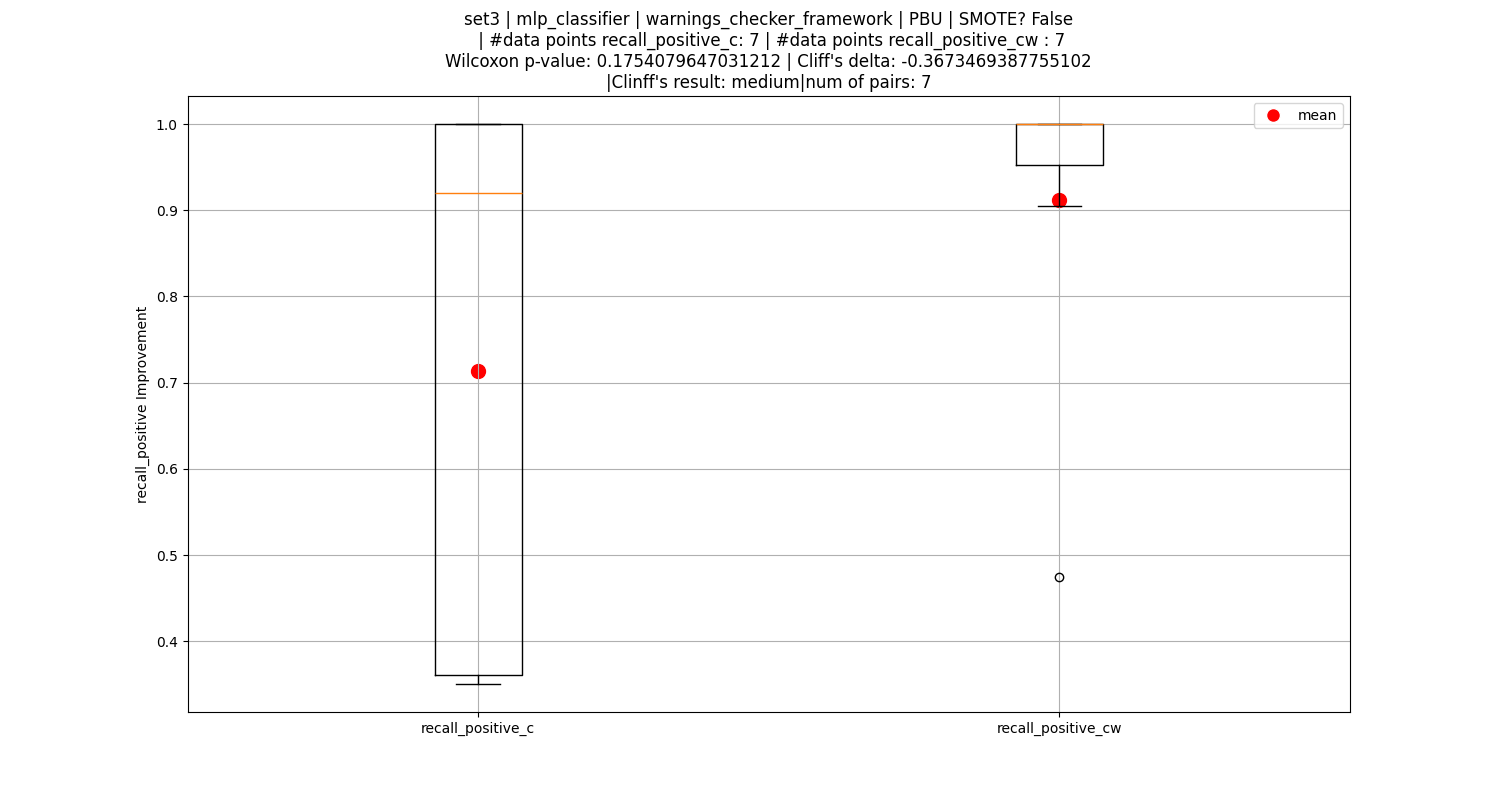 set3 | mlp_classifier | warnings_checker_framework | PBU | SMOTE? False
| #data points recall_positive_c: 7 | #data points recall_positive_cw : 7
Wilcoxon p-value: 0.1754079647031212 | Cliff's delta: -0.3673469387755102
|Clinff's result: medium|num of pairs: 7
mean
1.0
0.9
0.8
0.7
0.6
0.5
0.4
recall_positive Improvement
recall_positive_c
recall_positive_cw